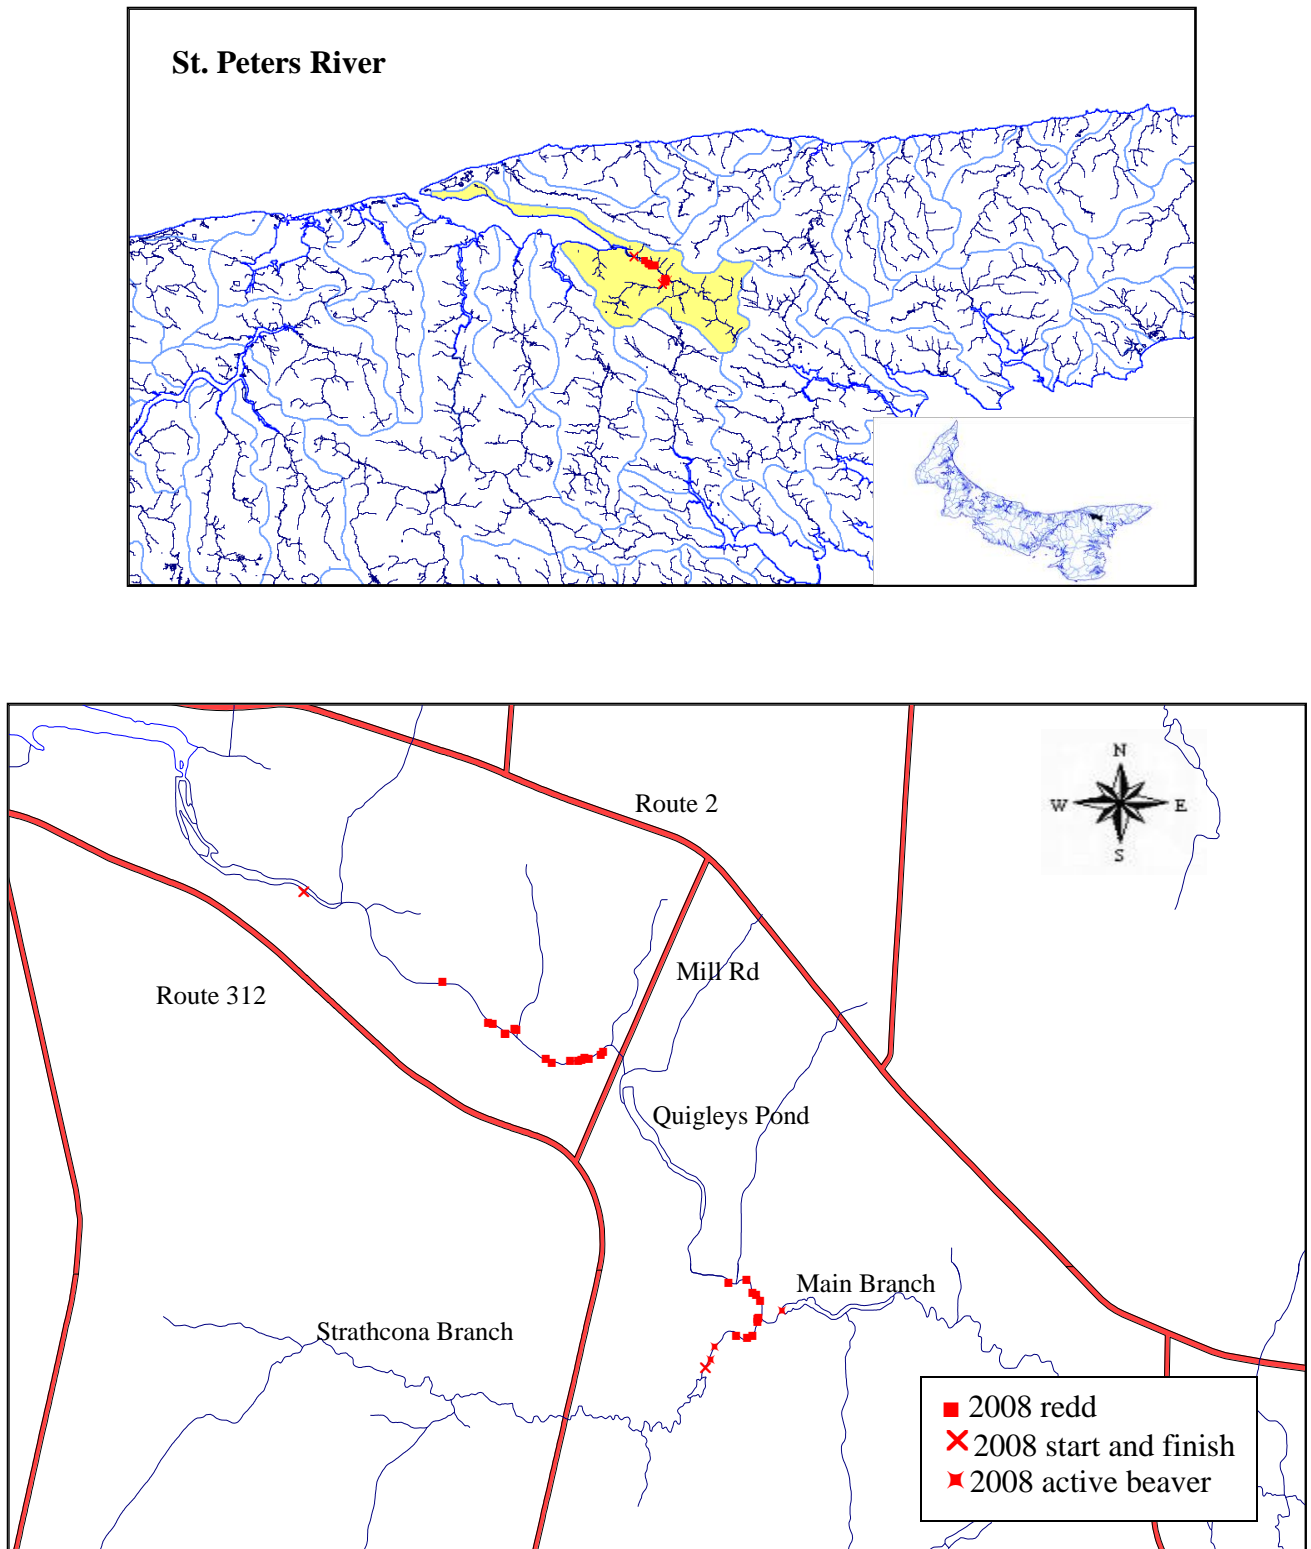 St. Peters River
N
W E
S
Route 2
Mill Rd
Route 312
Quigleys Pond
Main Branch
Strathcona Branch
2008 redd
2008 start and finish
2008 active beaver